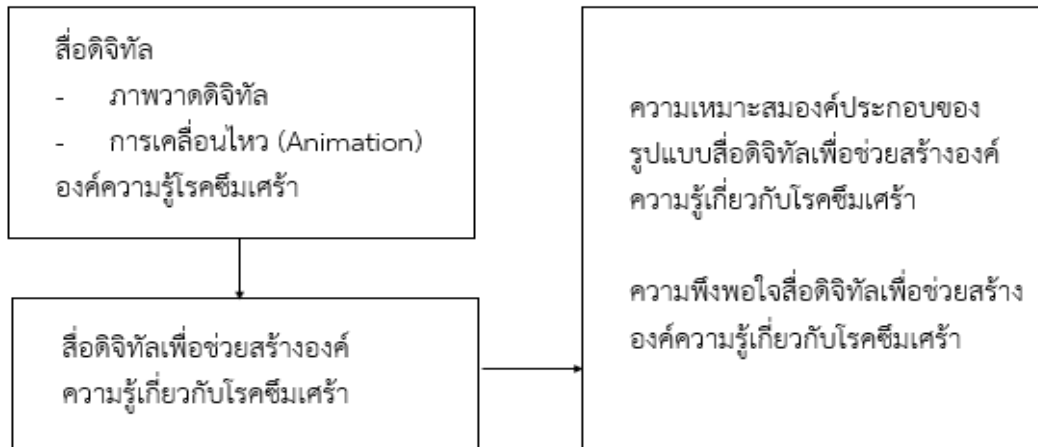 สื่อดิจิทัล
- ภาพวาดดิจิทัล
- การเคลื่อนไหว (Animation)
องค์ความรู้โรคซึมเศร้า
สื่อดิจิทัลเพื่อช่วยสร้างองค์
ความรู้เกี่ยวกับโรคซึมเศร้า
ความเหมาะสมองค์ประกอบของ
รูปแบบสื่อดิจิทัลเพื่อช่วยสร้างองค์
ความรู้เกี่ยวกับโรคซึมเศร้า
ความพึงพอใจสื่อดิจิทัลเพื่อช่วยสร้าง
องค์ความรู้เกี่ยวกับโรคซึมเศร้า